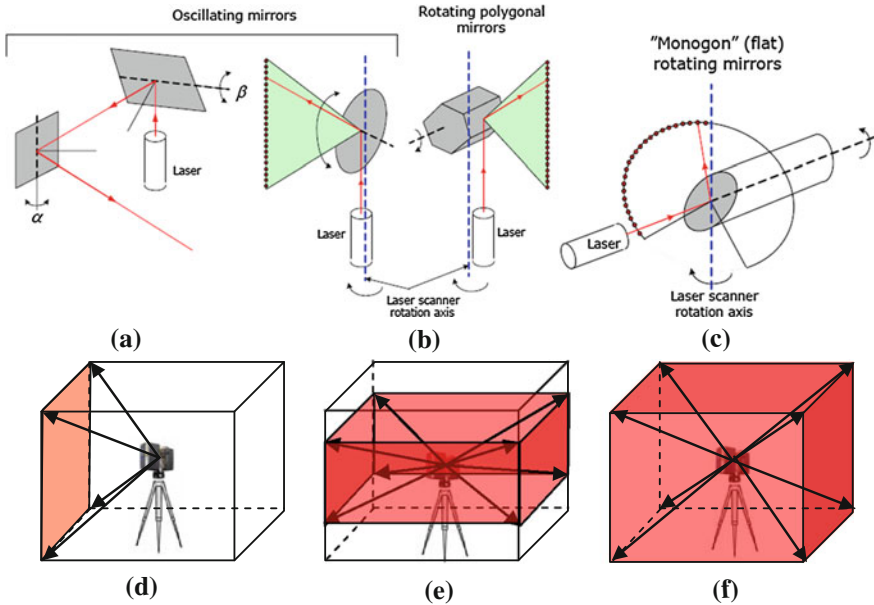 Oscillating mirrors
Rotating polygonal
mirrors
"Monogon" (flat)
rotating mirrors
β
Laser
α
Laser
Laser
Laser
Laser scanner
rotation axis
Laser scanner
rotation axis
(a)
(b)
(c)
(d)
(e)
(f)